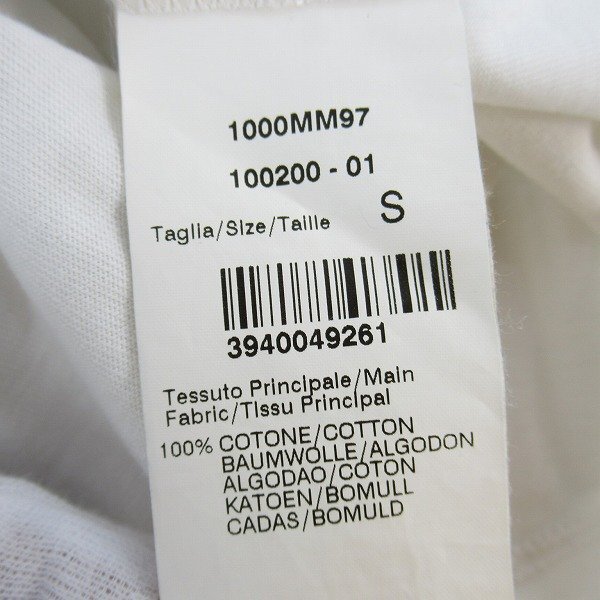 1000MM97
100200 - 01
Taglia/Size/Taille S
3940049261
Tessuto Principale/Main
Fabric/Tissu Principal
100% COTONE/COTTON
BAUMWOLLE/ALGODON
ALGODAO/COTON
KATOEN/BOMULL
CADAS/BOMULD